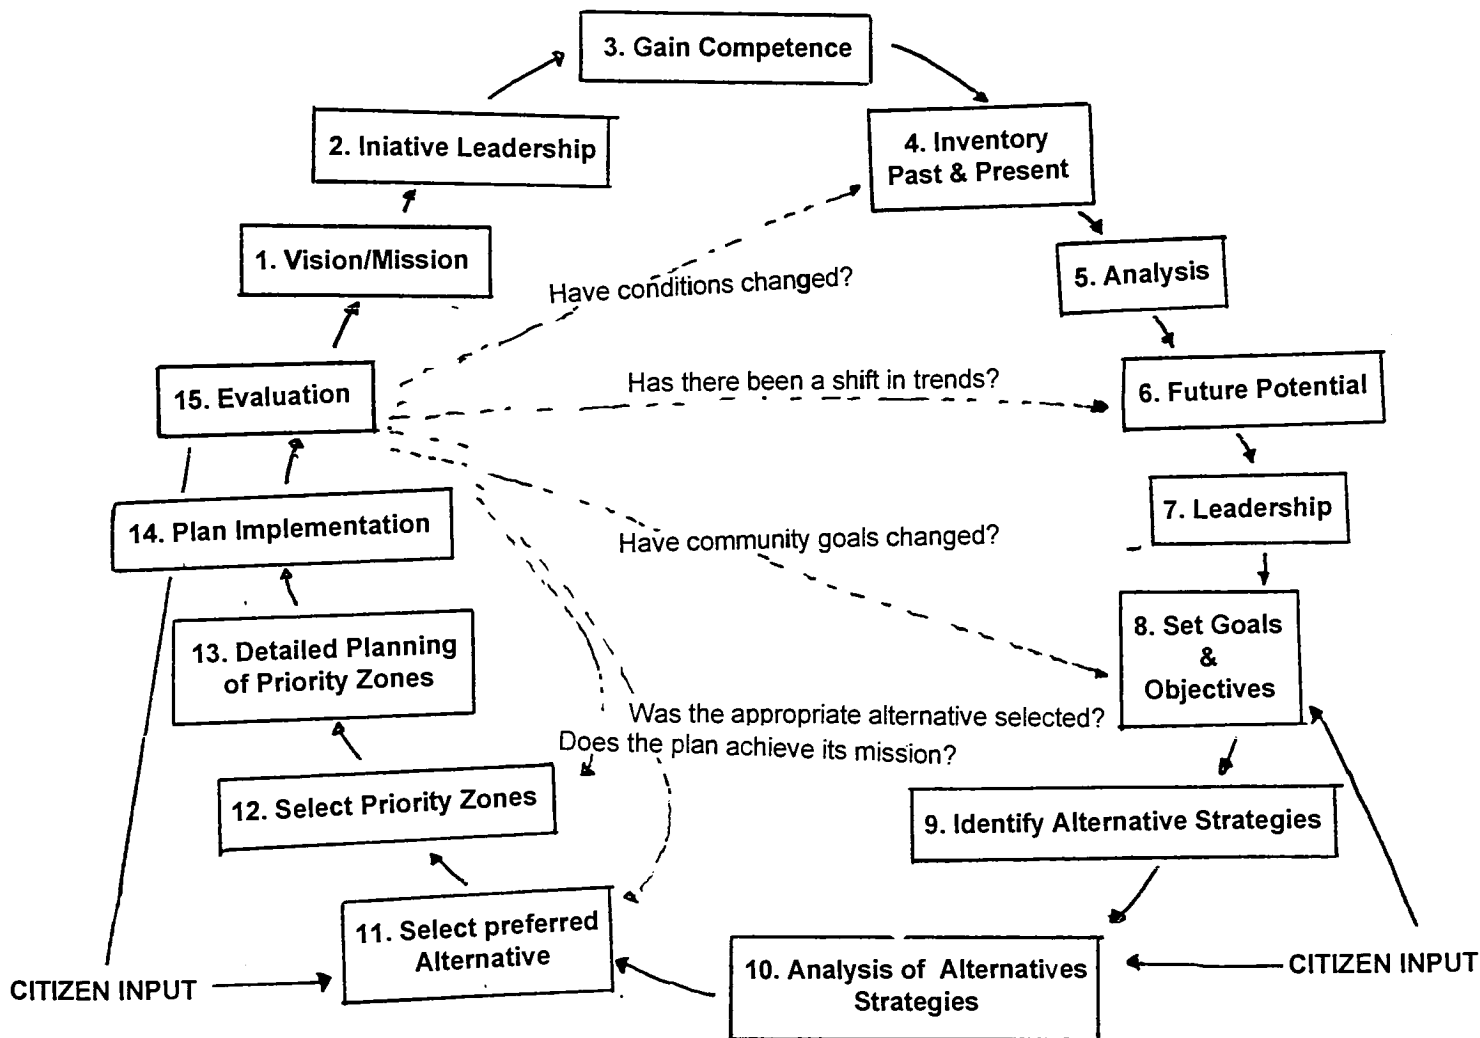 3. Gain Competence
2. Iniative Leadership
4. Inventory
Past & Present
1. Vision/Mission
5. Analysis
Have conditions changed?
15. Evaluation
Has there been a shift in trends?
6. Future Potential
14. Plan Implementation
7. Leadership
Have community goals changed?
13. Detailed Planning
of Priority Zones
8. Set Goals
&
Objectives
Was the appropriate alternative selected?
Does the plan achieve its mission?
12. Select Priority Zones
9. Identify Alternative Strategies
11. Select preferred
Alternative
10. Analysis of Alternatives
Strategies
CITIZEN INPUT
CITIZEN INPUT